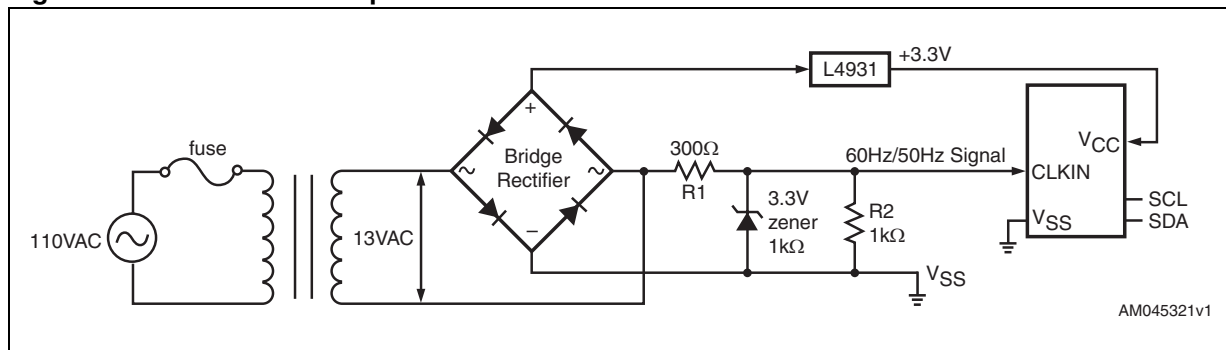 L4931
+3.3V
fuse
110VAC
13VAC
+
Bridge
Rectifier
~
~
–
300Ω
R1
3.3V
zener
1kΩ
R2
1kΩ
60Hz/50Hz Signal
CLKIN
VCC
VSS
SCL
SDA
VSS
AM045321v1